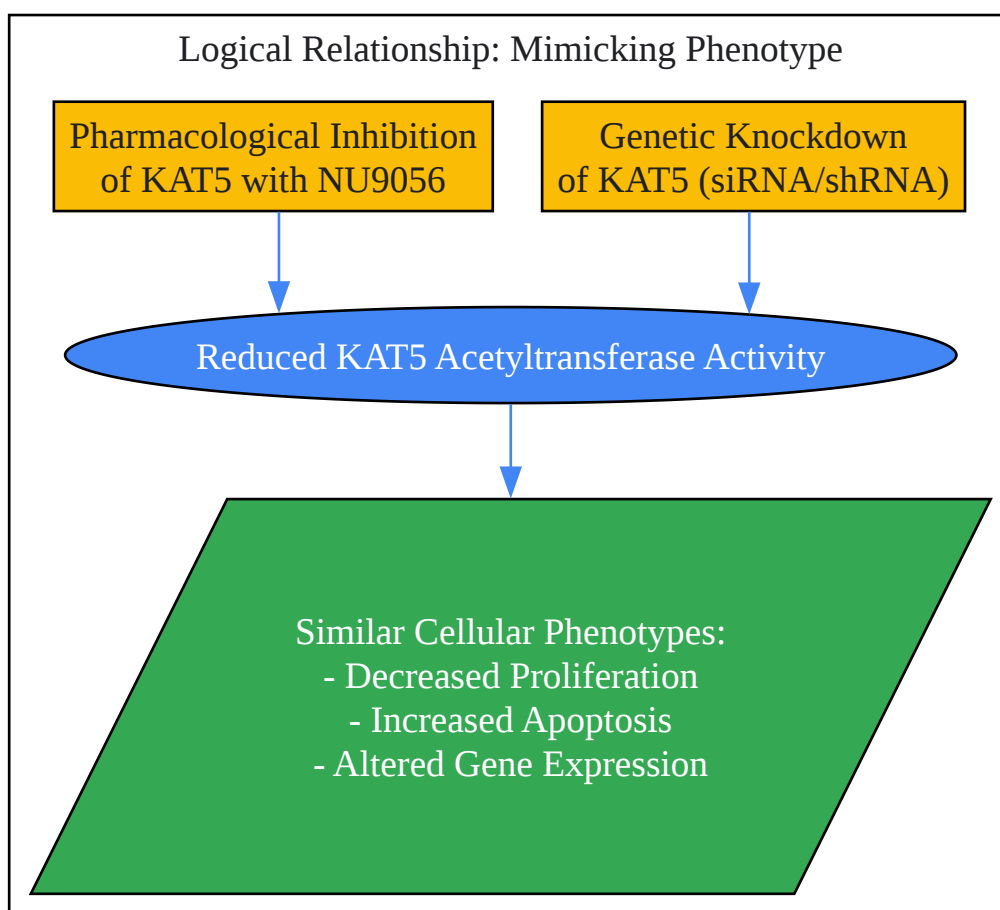 Logical Relationship: Mimicking Phenotype
Pharmacological Inhibition
of KAT5 with NU9056
Genetic Knockdown
of KAT5 (siRNA/shRNA)
Reduced KAT5 Acetyltransferase Activity
Similar Cellular Phenotypes:
- Decreased Proliferation
- Increased Apoptosis
- Altered Gene Expression